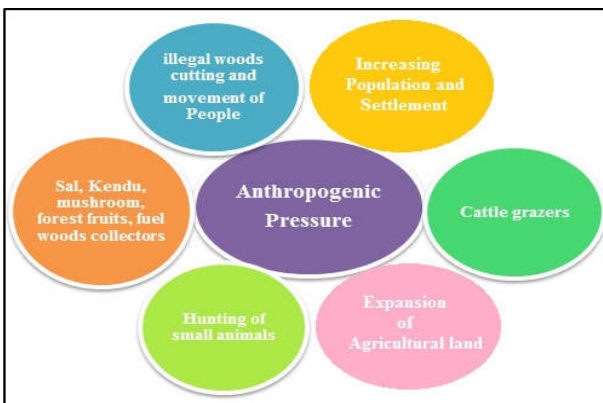 illegal woods
cutting and
movement of
People
Increasing
Population and
Settlement
Sal, Kendu,
mushroom,
forest fruits, fuel
woods collectors
Anthropogenic
Pressure
Cattle grazers
Hunting of
small animals
Expansion
of
Agricultural land